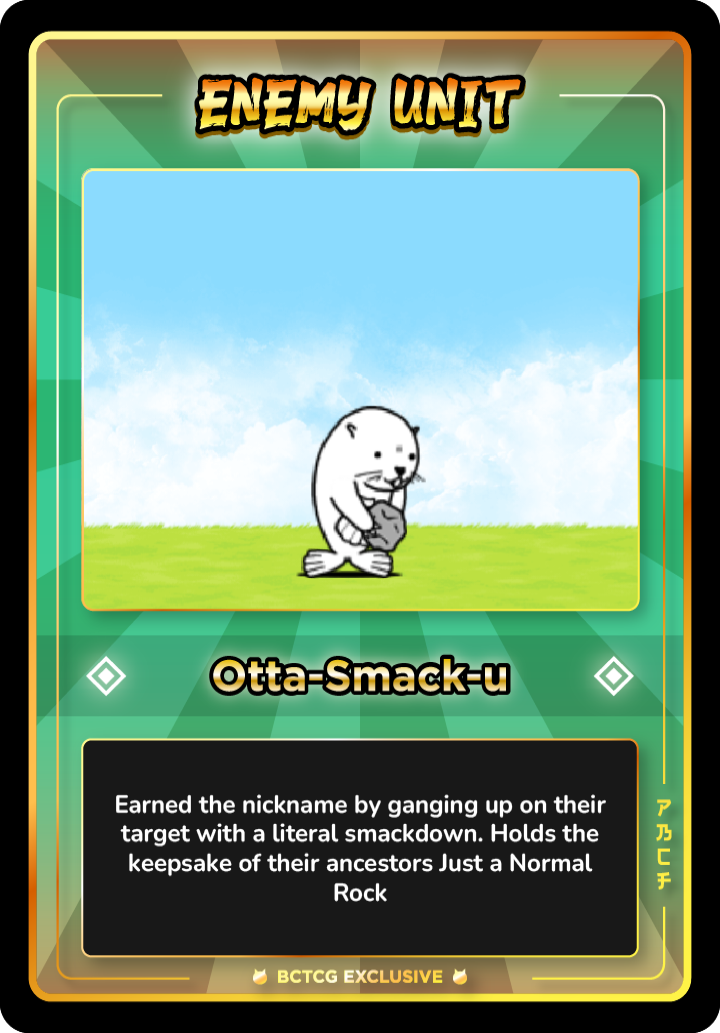 ENEMY UNIT
Otta-Smack-u
Earned the nickname by ganging up on their
target with a literal smackdown. Holds the
keepsake of their ancestors Just a Normal
Rock
BCTCG EXCLUSIVE